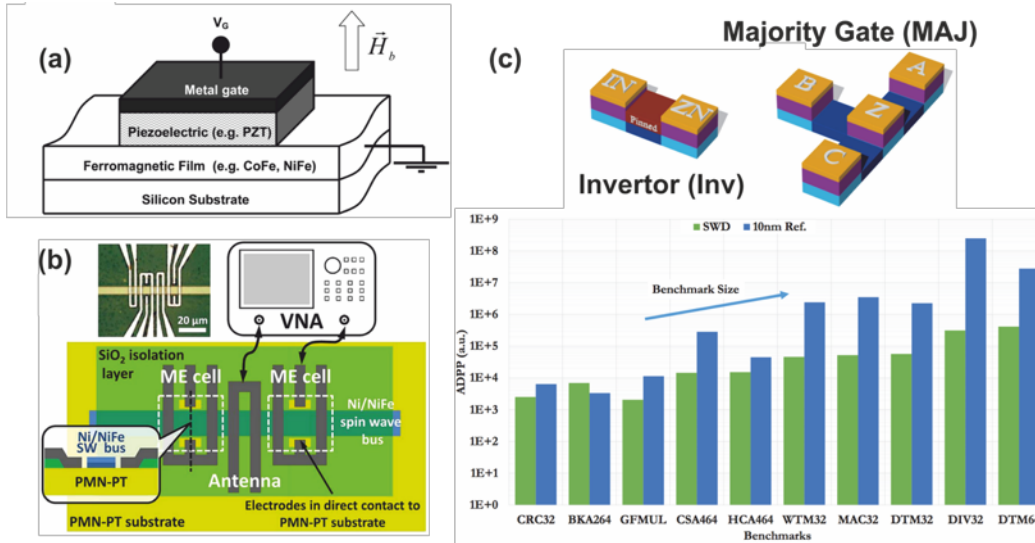 (a)
V_G
H_b
Metal gate
Piezoelectric (e.g. PZT)
Ferromagnetic Film (e.g. CoFe, NiFe)
Silicon Substrate
(b)
20 µm
VNA
SiO2 isolation
layer
ME cell
ME cell
Ni/NiFe
spin wave
bus
Ni/NiFe
SW bus
PMN-PT
Antenna
Electrodes in direct contact to
PMN-PT substrate
PMN-PT substrate
(c)
Majority Gate (MAJ)
IN
ZN
Pinned
A
B
Z
C
Invertor (Inv)
SWD
10nm Ref.
1E+9
1E+8
1E+7
1E+6
1E+5
1E+4
1E+3
1E+2
1E+1
1E+0
ADPP (a.u.)
Benchmark Size
CRC32 BKA264 GFMUL CSA464 HCA464 WTM32 MAC32 DTM32 DIV32 DTM6
Benchmarks